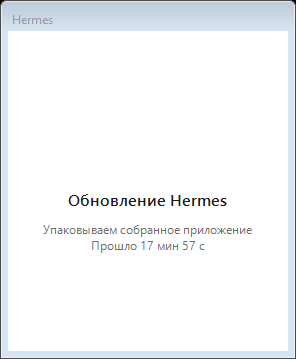 Hermes
Обновление Hermes
Упаковываем собранное приложение
Прошло 17 мин 57 с